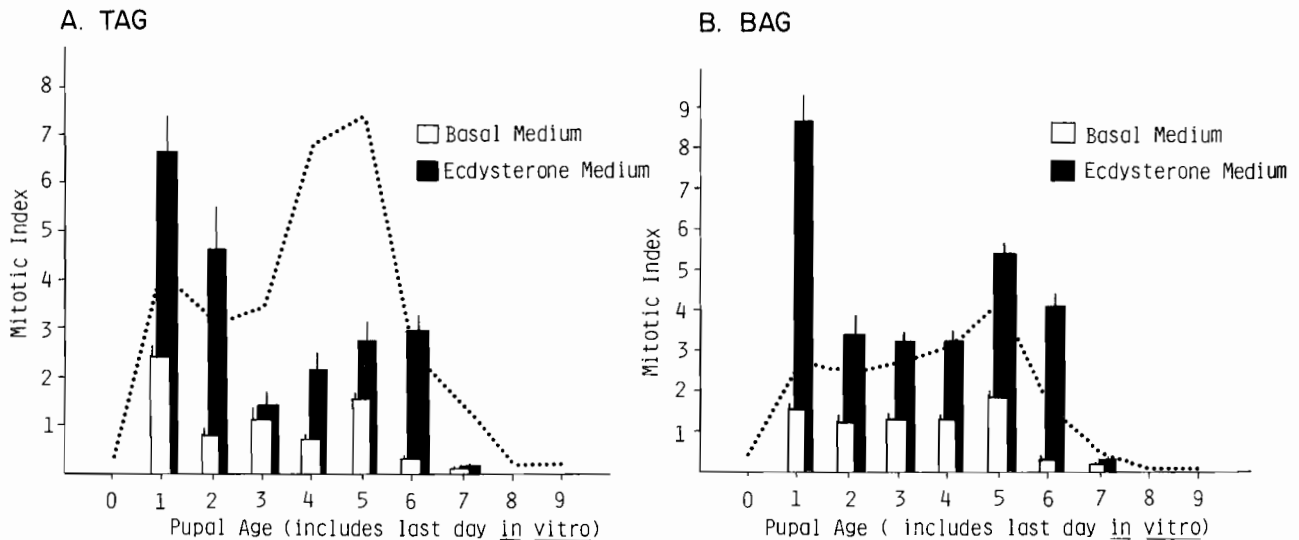 A. TAG
8
7
6
5
4
3
2
1
Mitotic Index
Basal Medium
Ecdysterone Medium
0 1 2 3 4 5 6 7 8 9
Pupal Age (includes last day in vitro)
B. BAG
9
8
7
6
5
4
3
2
1
Mitotic Index
Basal Medium
Ecdysterone Medium
0 1 2 3 4 5 6 7 8 9
Pupal Age ( includes last day in vitro)